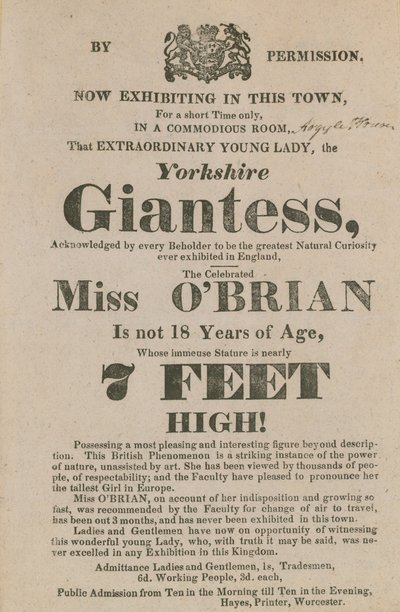 BY
PERMISSION.
NOW EXHIBITING IN THIS TOWN,
For a short Time only,
IN A COMMODIOUS ROOM,
That EXTRAORDINARY YOUNG LADY, the
Yorkshire
Giantess,
Acknowledged by every Beholder to be the greatest Natural Curiosity
ever exhibited in England,
The Celebrated
Miss O'BRIAN
Is not 18 Years of Age,
Whose immeuse Stature is nearly
7 FEET
HIGH!
Possessing a most pleasing and interesting figure beyond descrip-
tion. This British Phenomenon is a striking instance of the power
of nature, unassisted by art. She has been viewed by thousands of peo-
ple, of respectability; and the Faculty have pleased to pronounce her
the tallest Girl in Europe.
Miss O'BRIAN, on account of her indisposition and growing so
fast, was recommended by the Faculty for change of air to travel,
has been out 3 months, and has never been exhibited in this town.
Ladies and Gentlemen have now on opportunity of witnessing
this wonderful young Lady, who, with truth it may be said, was ne-
ver excelled in any Exhibition in this Kingdom.
Admittance Ladies and Gentlemen, 1s, Tradesmen,
6d. Working People, 3d. each,
Public Admission from Ten in the Morning till Ten in the Evening,
Hayes, Printer, Worcester.